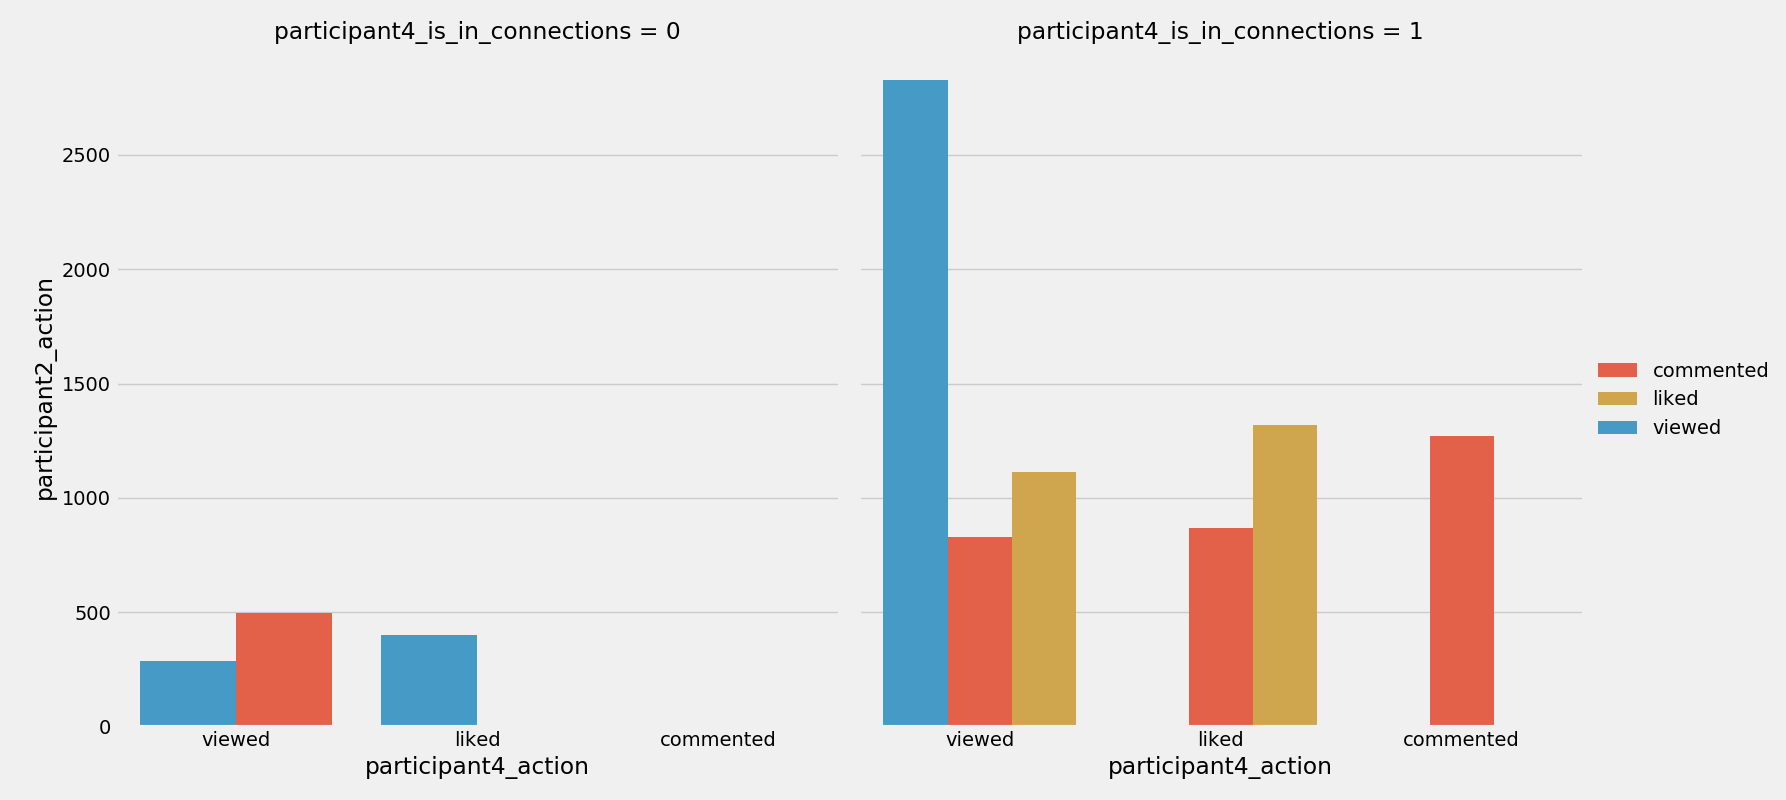 participant4_is_in_connections = 0
participant4_is_in_connections = 1
participant2_action
2500
2000
1500
1000
500
0
viewed
liked
commented
participant4_action
viewed
liked
commented
participant4_action
commented
liked
viewed